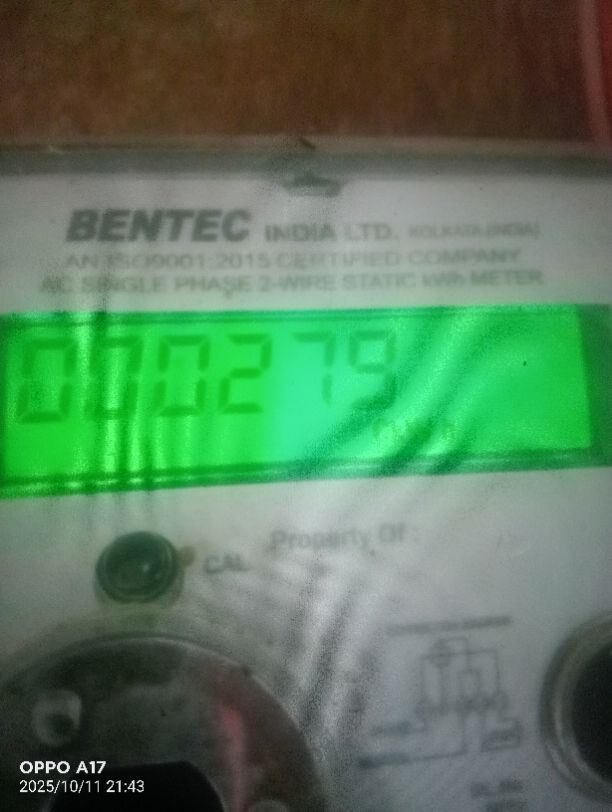 BENTEC INDIA LTD. KOLKATA (INDIA)
AN ISO9001:2015 CERTIFIED COMPANY
AC SINGLE PHASE 2-WIRE STATIC kWh METER
000279
kWh
CAL
Property Of :
OPPO A17
2025/10/11 21:43